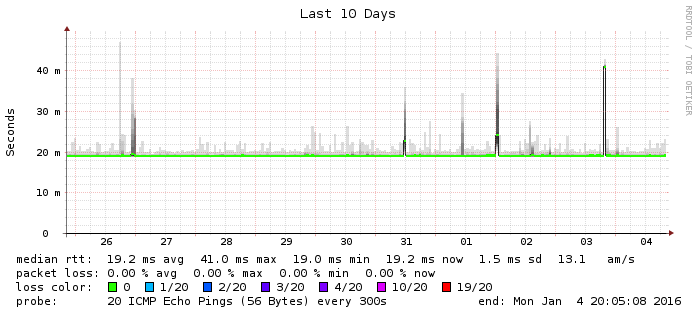 Last 10 Days
RRDTOOL / TOBI OETIKER
Seconds
40 m
30 m
20 m
10 m
0
26 27 28 29 30 31 01 02 03 04
median rtt: 19.2 ms avg 41.0 ms max 19.0 ms min 19.2 ms now 1.5 ms sd 13.1 am/s
packet loss: 0.00 % avg 0.00 % max 0.00 % min 0.00 % now
loss color: 0 1/20 2/20 3/20 4/20 10/20 19/20
probe: 20 ICMP Echo Pings (56 Bytes) every 300s end: Mon Jan 4 20:05:08 2016